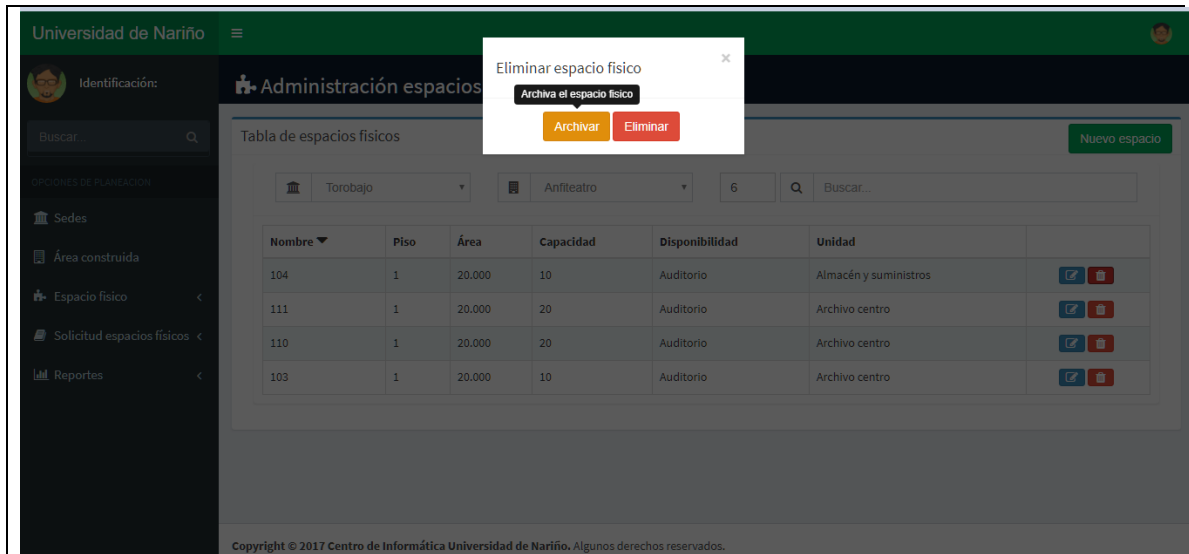 Universidad de Nariño
Identificación:
Buscar...
OPCIONES DE PLANEACIÓN
Sedes
Área construida
Espacio fisico
Solicitud espacios físicos
Reportes
Administración espacios
Eliminar espacio fisico
×
Archiva el espacio fisico
Archivar Eliminar
Tabla de espacios fisicos
Nuevo espacio
Torobajo Anfiteatro 6 Buscar...
Nombre Piso Área Capacidad Disponibilidad Unidad
104 1 20.000 10 Auditorio Almacén y suministros
111 1 20.000 20 Auditorio Archivo centro
110 1 20.000 20 Auditorio Archivo centro
103 1 20.000 10 Auditorio Archivo centro
Copyright © 2017 Centro de Informática Universidad de Nariño. Algunos derechos reservados.